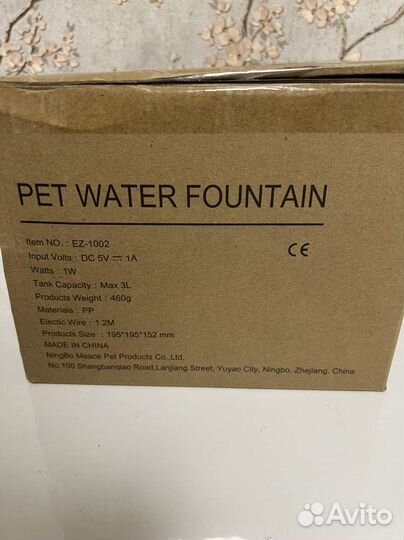 PET WATER FOUNTAIN
Item NO. : EZ-1002
Input Volts : DC 5V ⎓ 1A
Watts : 1W
CE
Tank Capacity : Max 3L
Products Weight : 460g
Materials : PP
Electic Wire : 1.2M
Products Size : 195*195*152 mm
MADE IN CHINA
NingBo Meace Pet Products Co.,Ltd.
No.100 Shangbanqiao Road,Lanjiang Street, Yuyao City, Ningbo, Zhejiang, China.
Avito